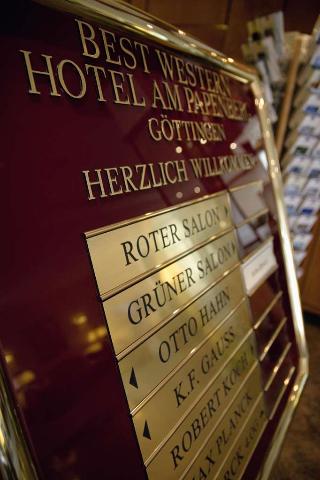 BEST WESTERN
HOTEL AM PAPENBERG
GÖTTINGEN
HERZLICH WILLKOMMEN
ROTER SALON
GRÜNER SALON
OTTO HAHN
K.F. GAUSS
ROBERT KOCH
MAX PLANCK